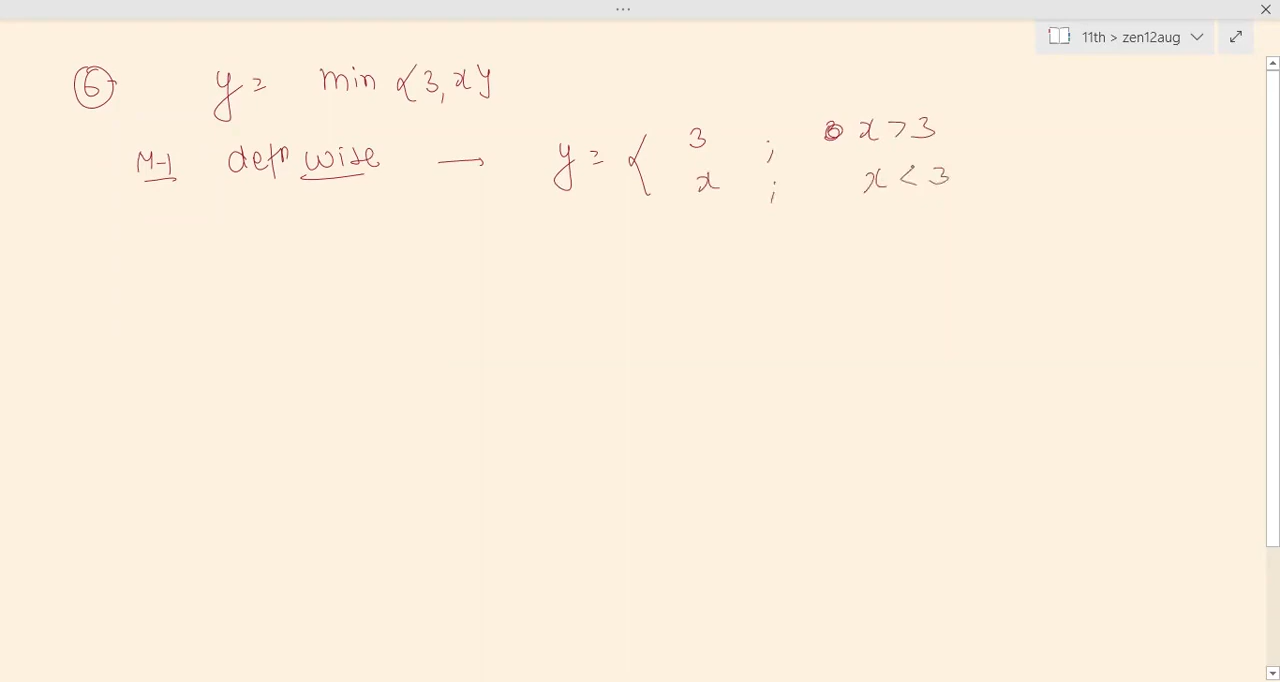 11th > zen12aug
⑥ y = min {3, x}
M-1 defn wise → y = { 3 ; x > 3
x ; x < 3